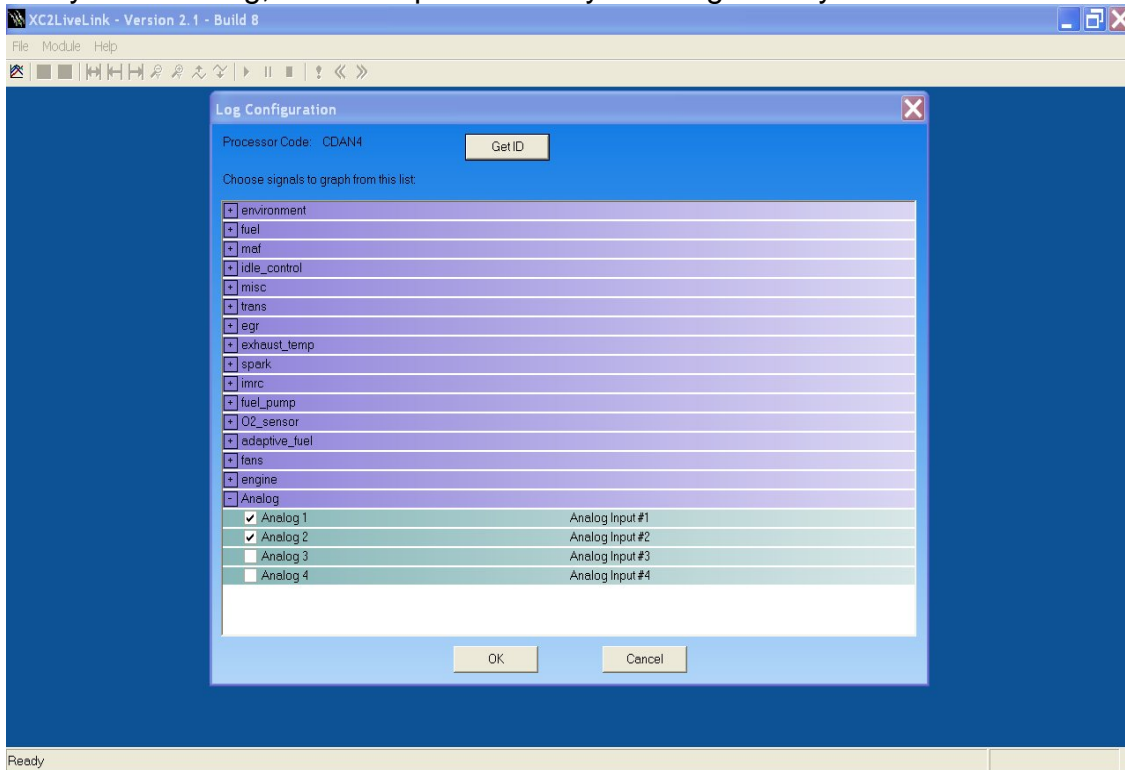 XC2LiveLink - Version 2.1 - Build 8
File Module Help
Log Configuration
Processor Code: CDAN4
Get ID
Choose signals to graph from this list:
environment
fuel
maf
idle_control
misc
trans
egr
exhaust_temp
spark
imrc
fuel_pump
O2_sensor
adaptive_fuel
fans
engine
Analog
Analog 1 Analog Input #1
Analog 2 Analog Input #2
Analog 3 Analog Input #3
Analog 4 Analog Input #4
OK Cancel
Ready